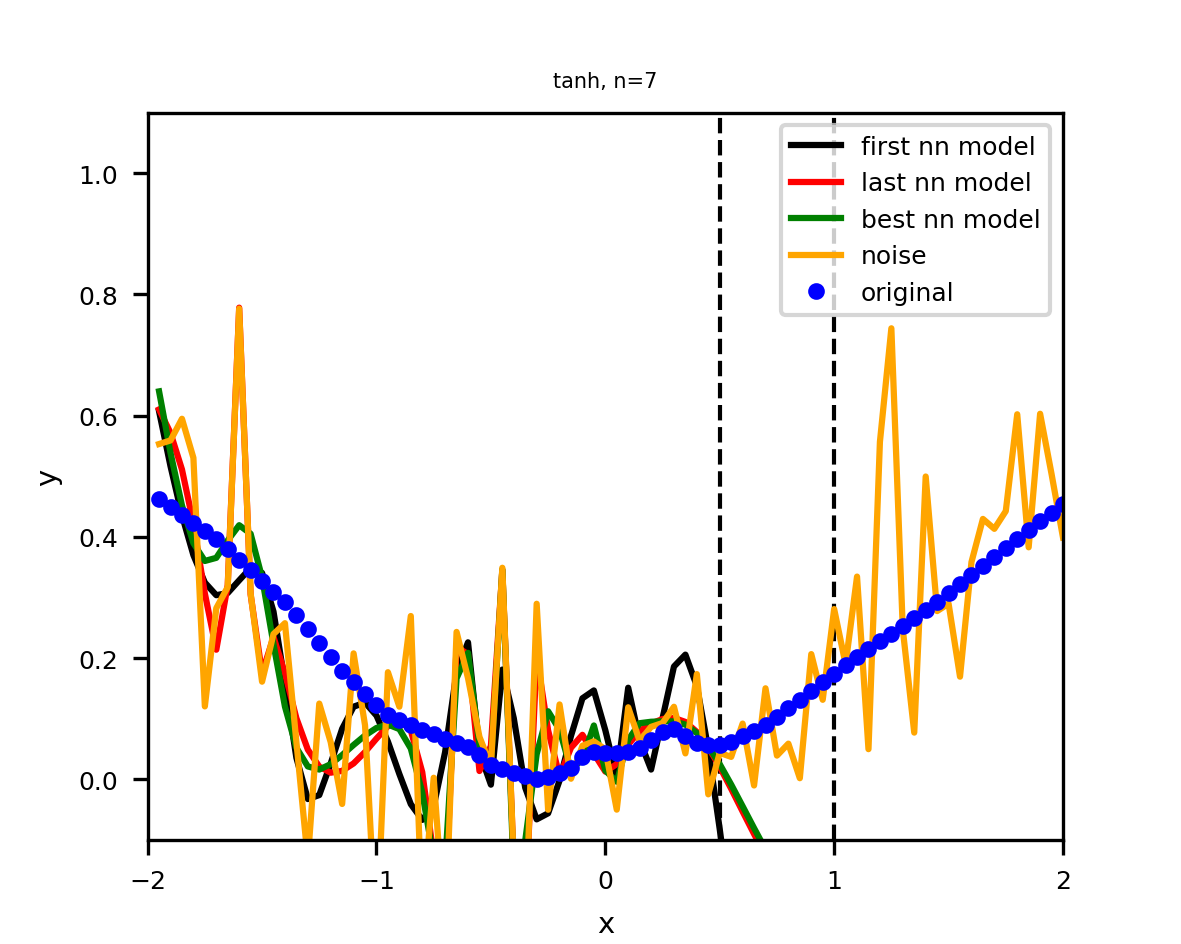 tanh, n=7
first nn model
last nn model
best nn model
noise
original
1.0
0.8
0.6
0.4
0.2
0.0
y
−2
−1
0
1
2
x